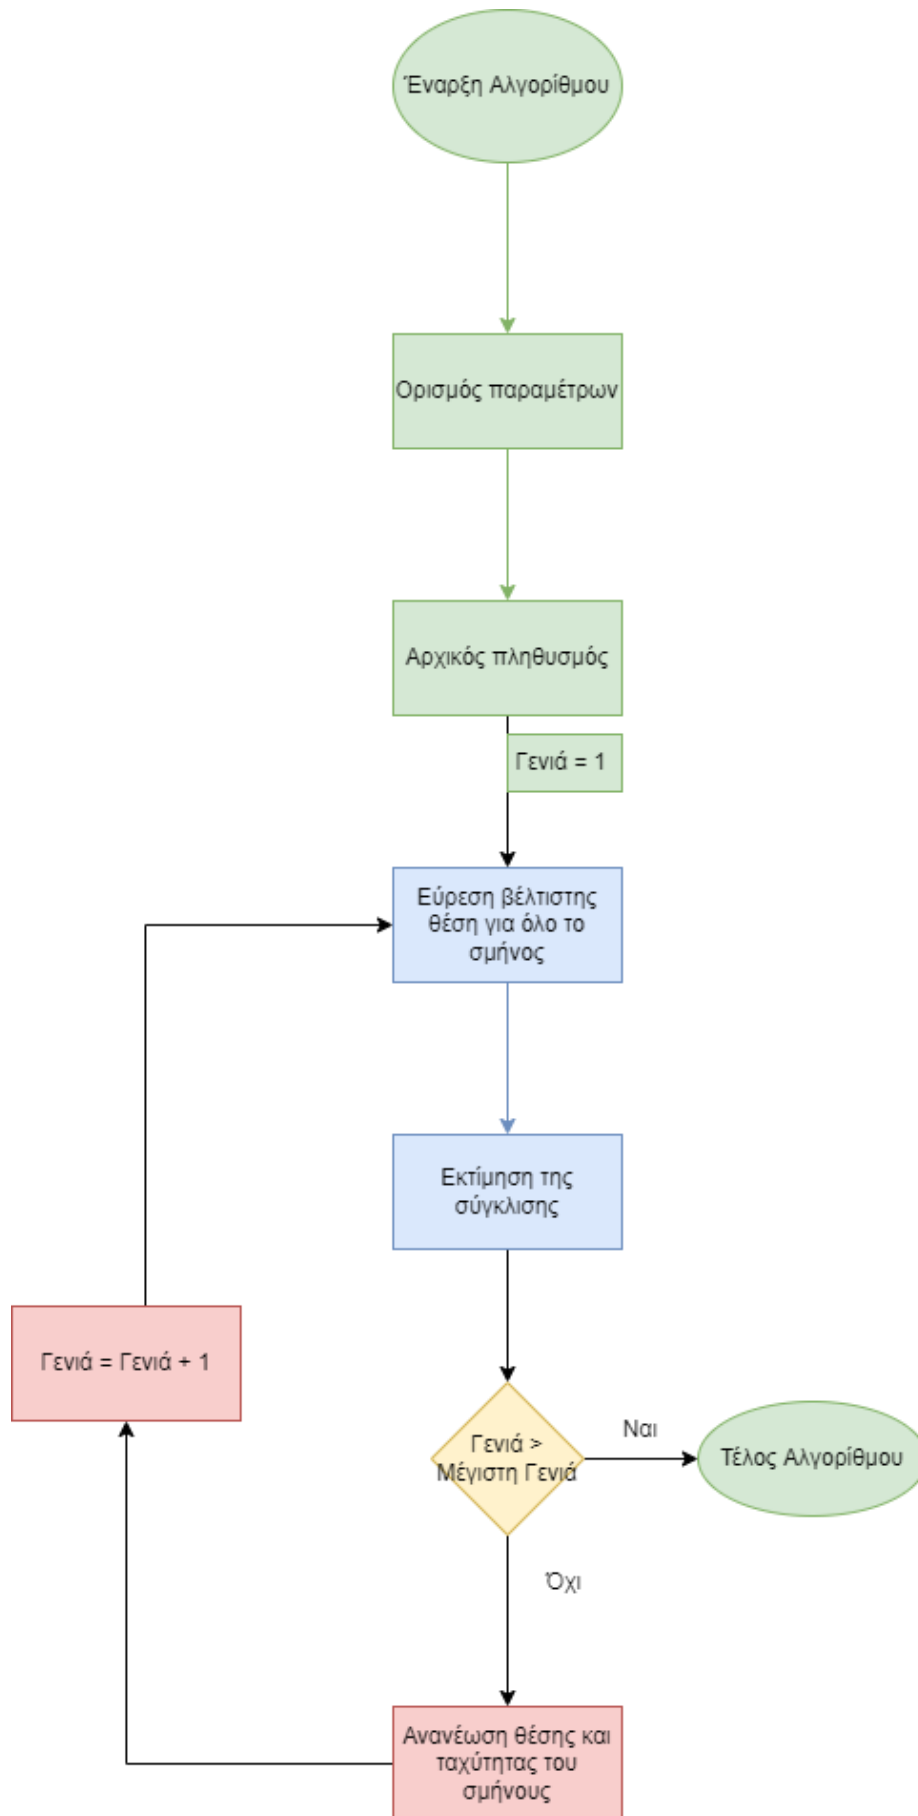 Έναρξη Αλγορίθμου
Ορισμός παραμέτρων
Αρχικός πληθυσμός
Γενιά = 1
Εύρεση βέλτιστης
θέση για όλο το
σμήνος
Εκτίμηση της
σύγκλισης
Γενιά = Γενιά + 1
Γενιά >
Μέγιστη Γενιά
Ναι
Τέλος Αλγορίθμου
Όχι
Ανανέωση θέσης και
ταχύτητας του
σμήνους